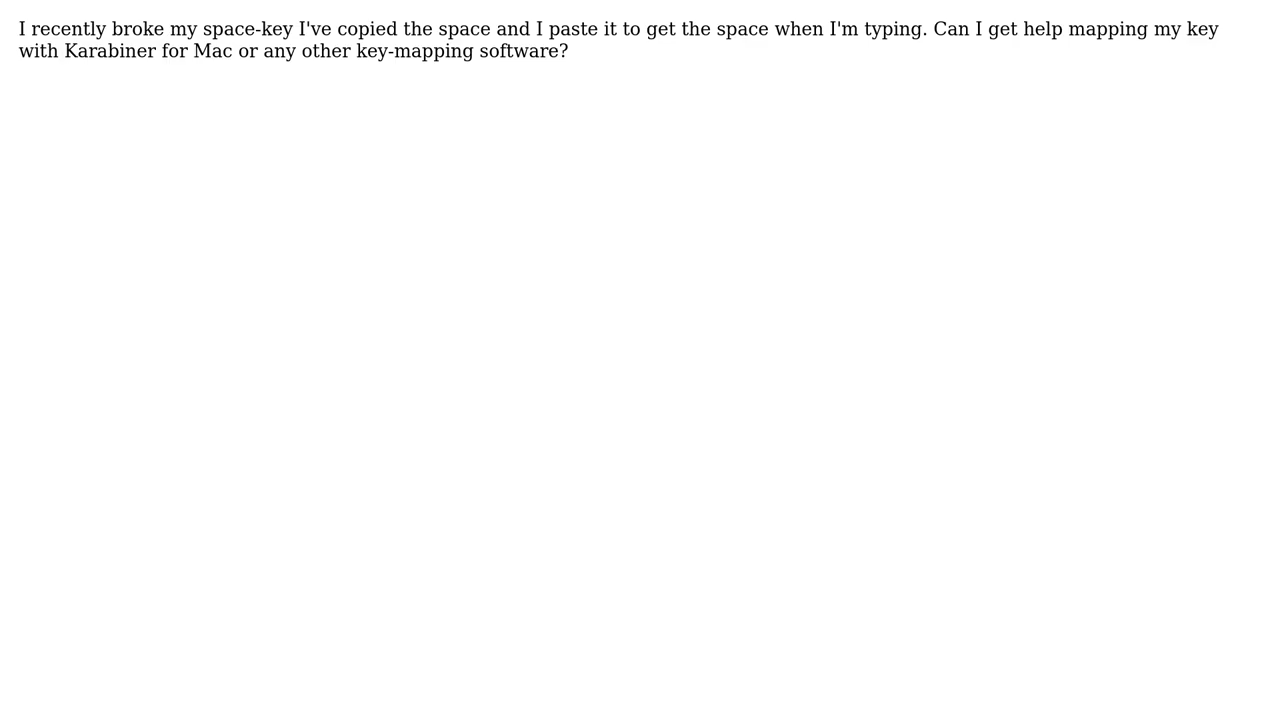 I recently broke my space-key I've copied the space and I paste it to get the space when I'm typing. Can I get help mapping my key
with Karabiner for Mac or any other key-mapping software?